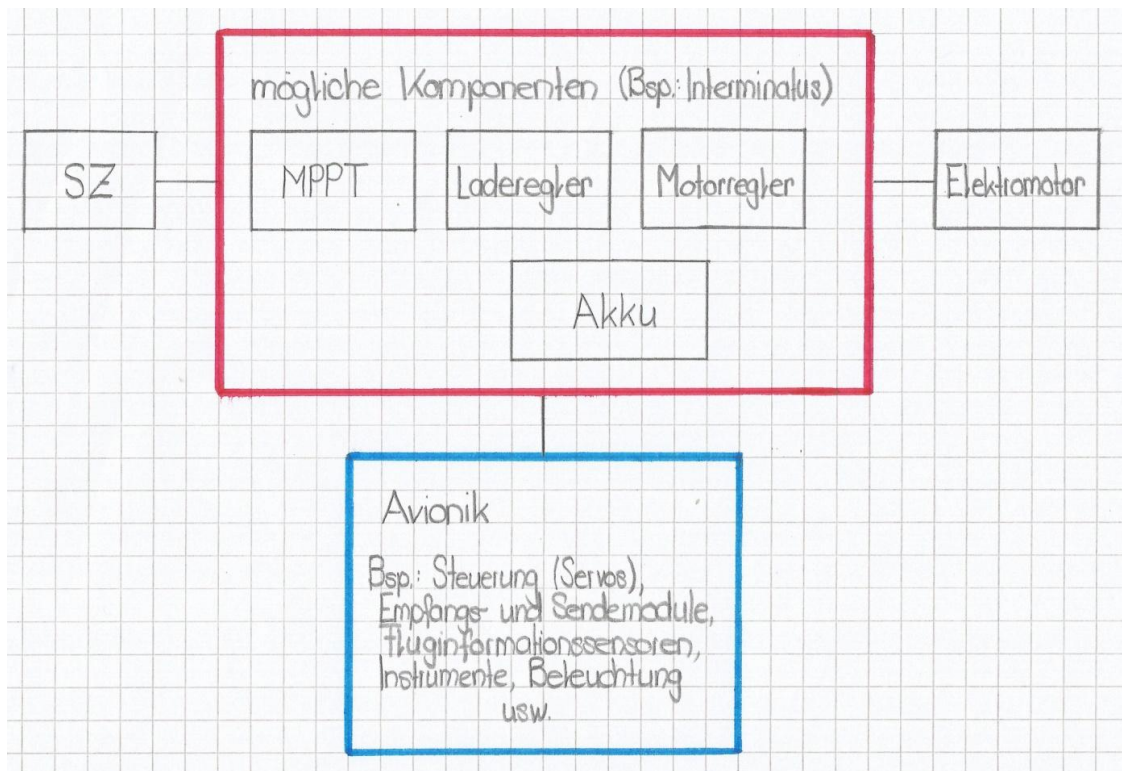 mögliche Komponenten (Bsp.: Interminatus)
SZ
MPPT
Laderegler
Motorregler
Elektromotor
Akku
Avionik
Bsp.: Steuerung (Servos),
Empfangs- und Sendemodule,
Fluginformationssensoren,
Instrumente, Beleuchtung
usw.